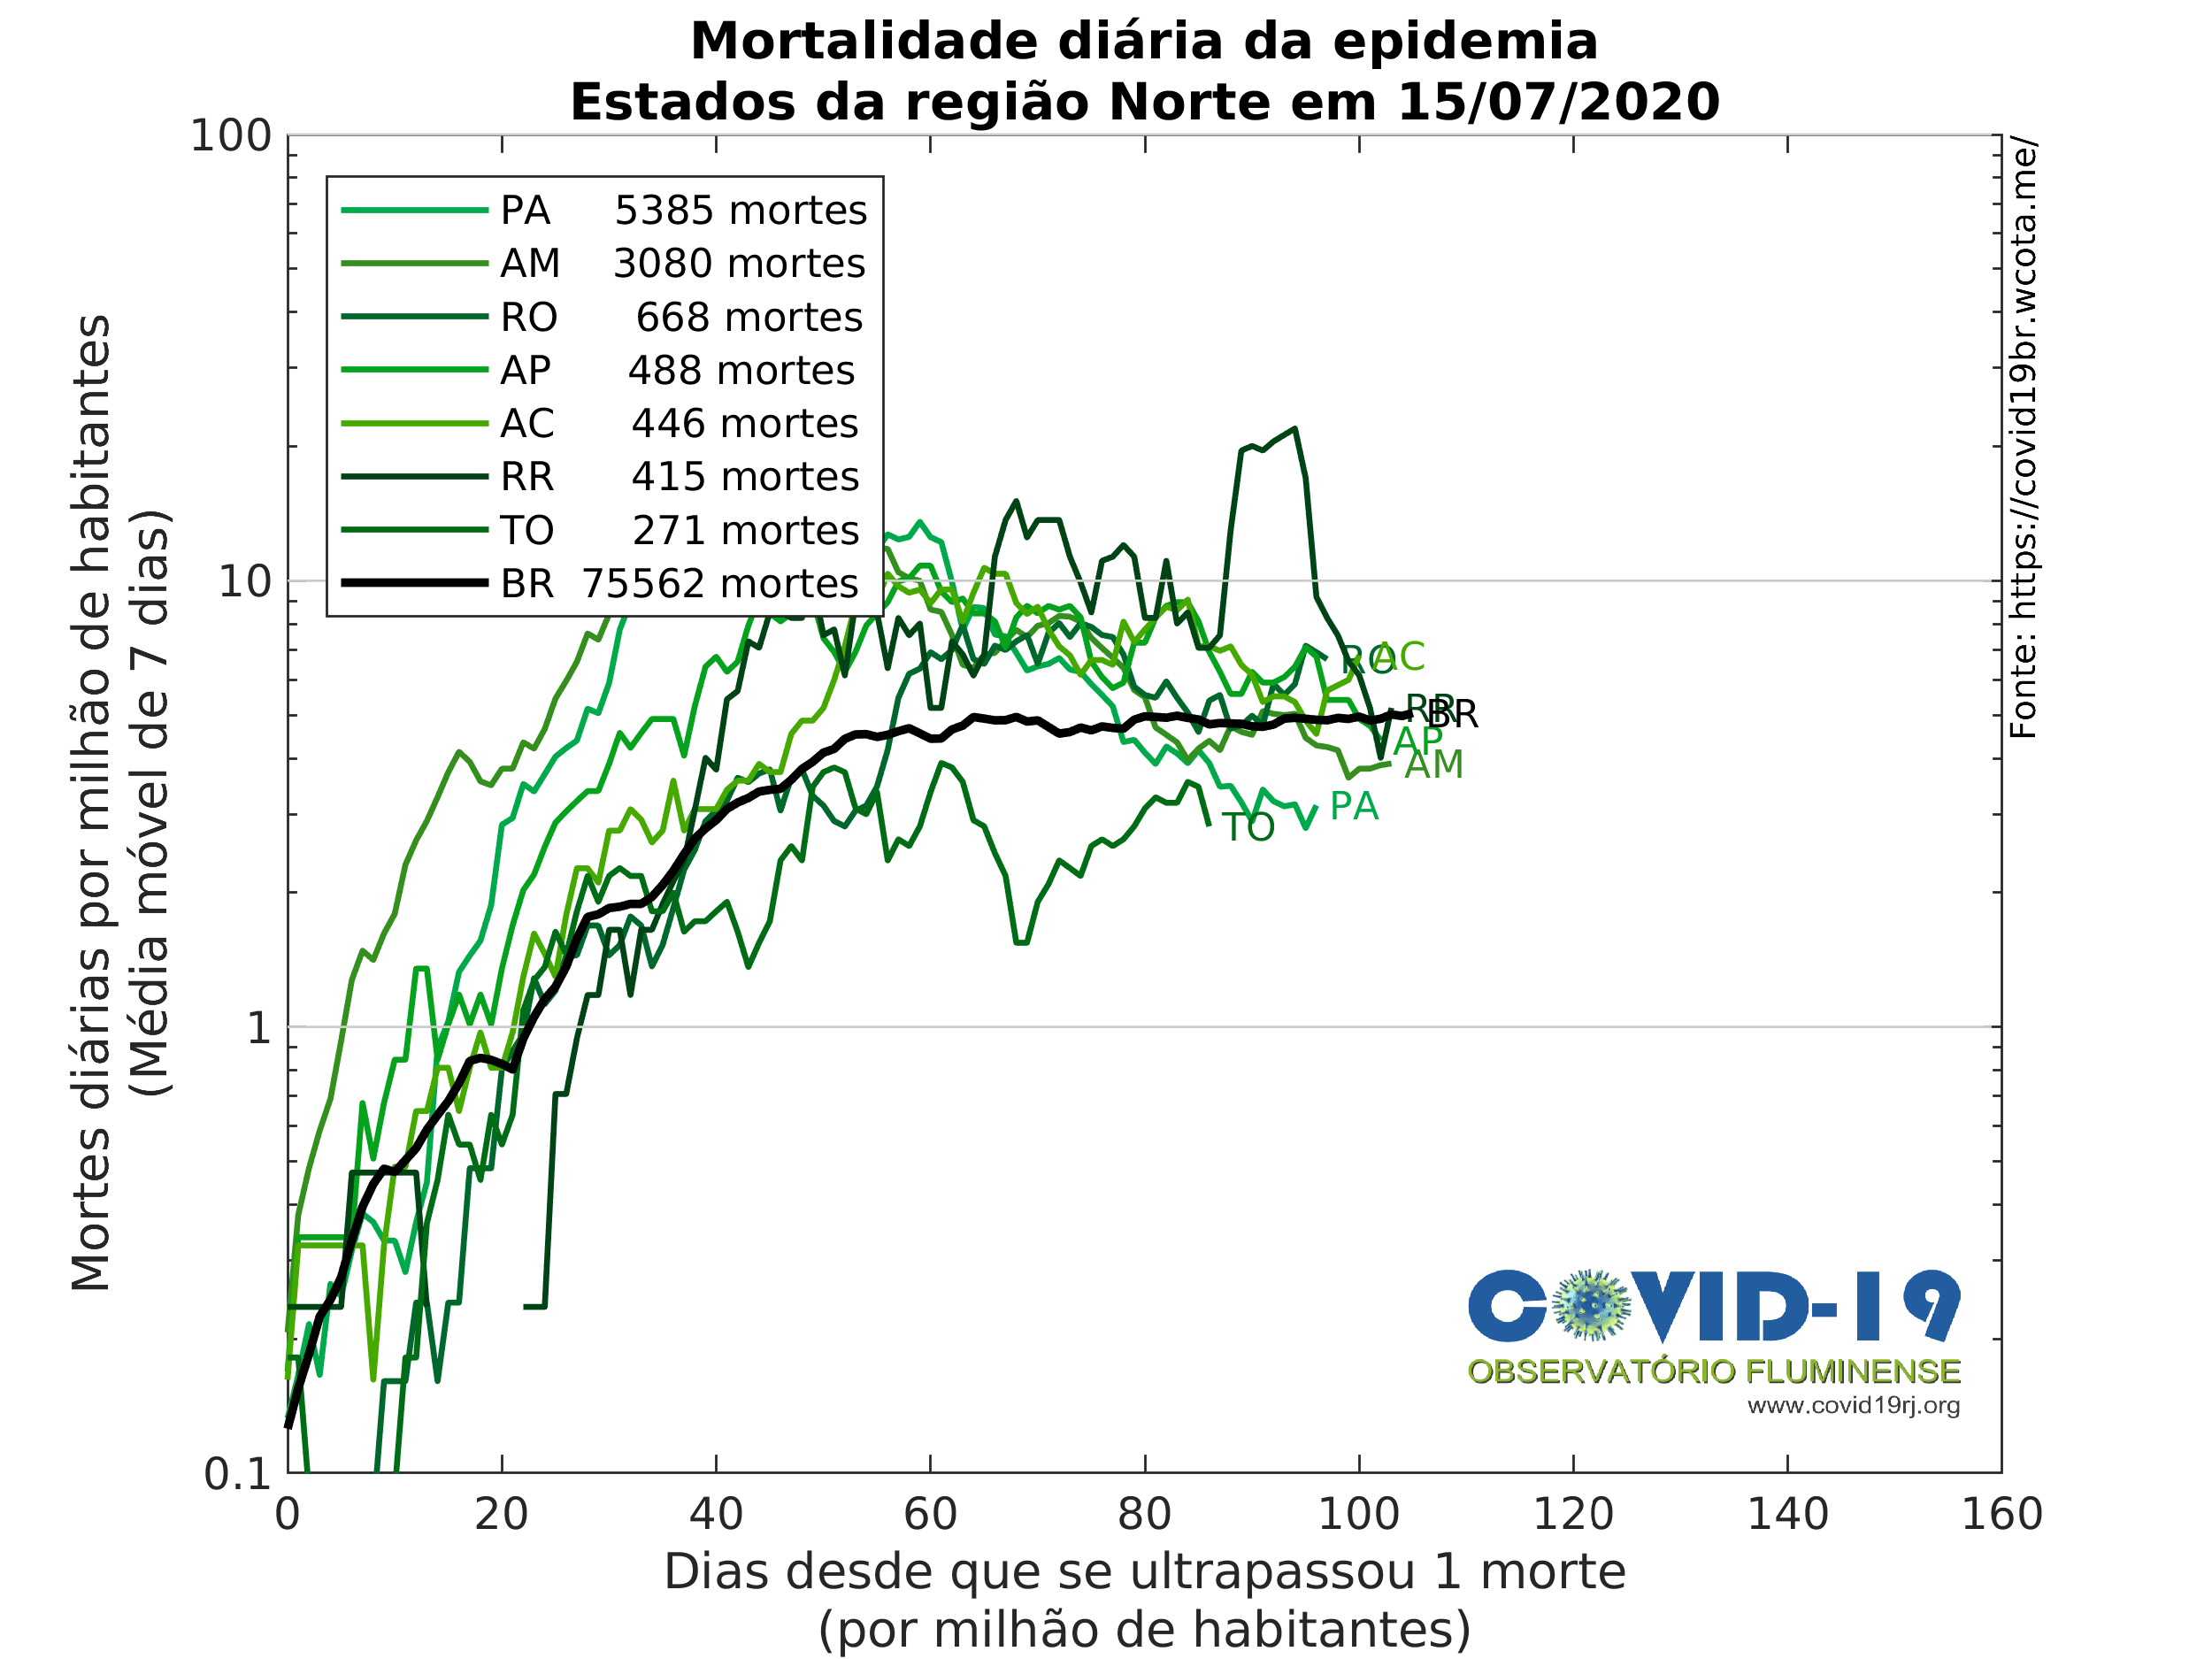 Mortalidade diária da epidemia
Estados da região Norte em 15/07/2020
Mortes diárias por milhão de habitantes
(Média móvel de 7 dias)
100
10
1
0.1
PA 5385 mortes
AM 3080 mortes
RO 668 mortes
AP 488 mortes
AC 446 mortes
RR 415 mortes
TO 271 mortes
BR 75562 mortes
RO
AC
RR
BR
AP
AM
PA
TO
Fonte: https://covid19br.wcota.me/
COVID-19
OBSERVATÓRIO FLUMINENSE
www.covid19rj.org
0 20 40 60 80 100 120 140 160
Dias desde que se ultrapassou 1 morte
(por milhão de habitantes)